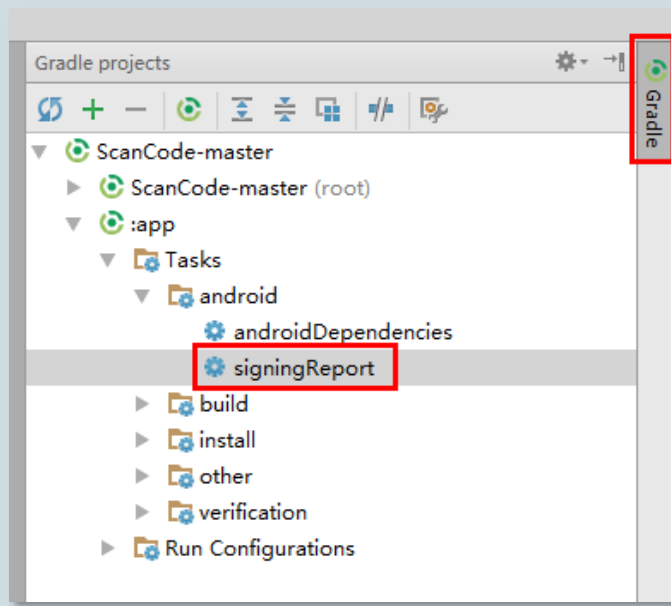 Gradle projects
Gradle
ScanCode-master
ScanCode-master (root)
:app
Tasks
android
androidDependencies
signingReport
build
install
other
verification
Run Configurations